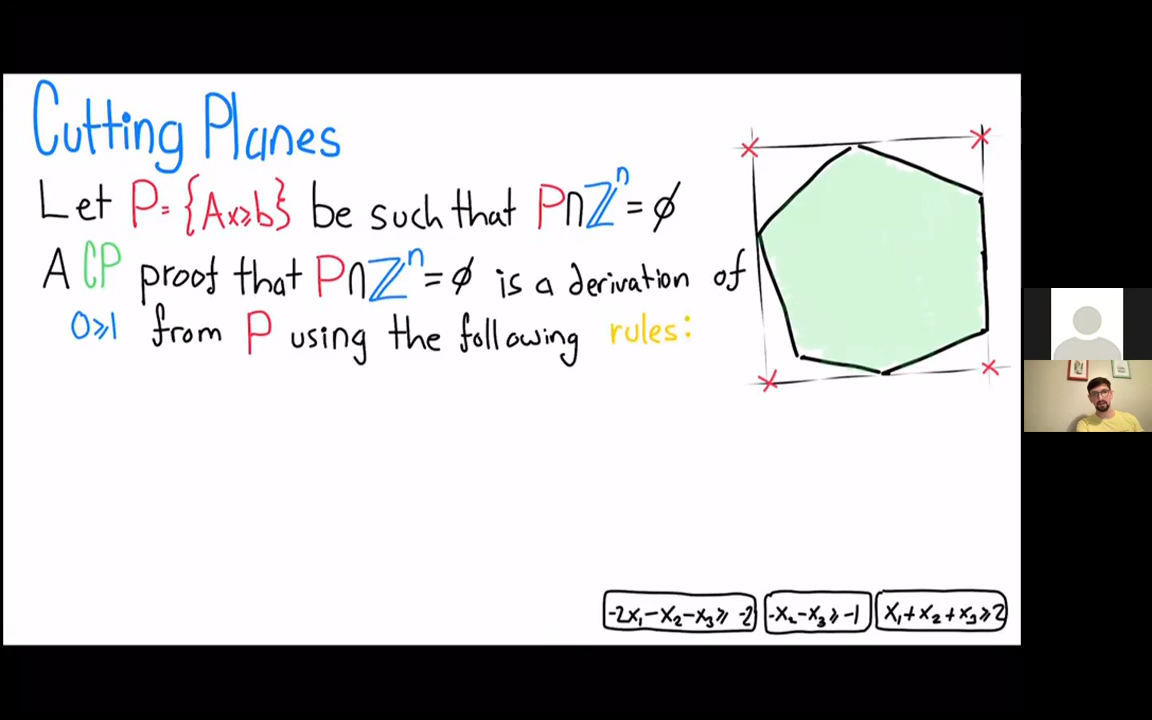 Cutting Planes
Let P = {Ax≥b} be such that P∩ℤⁿ = ∅
A CP proof that P∩ℤⁿ = ∅ is a derivation of
0≥1 from P using the following rules:
-2x₁-x₂-x₃≥-2 -x₂-x₃≥-1 x₁+x₂+x₃≥2